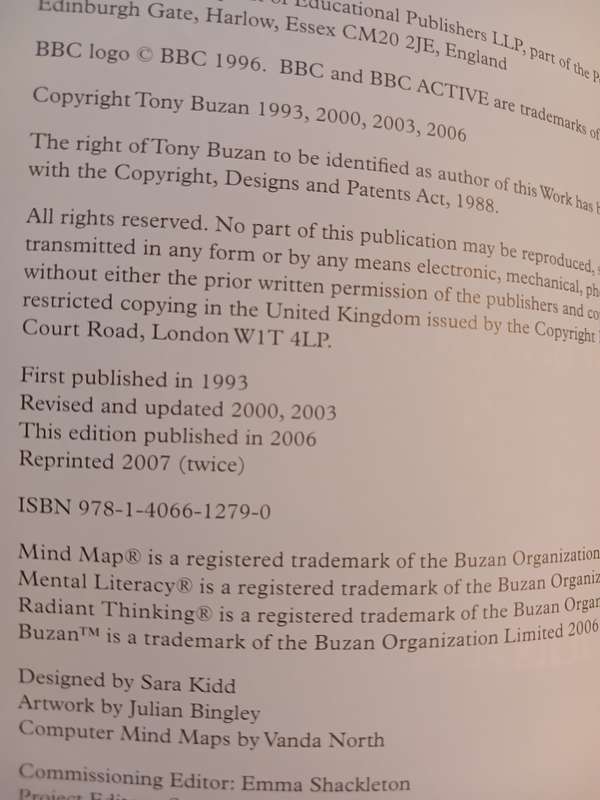 of Educational Publishers LLP, part of the
Edinburgh Gate, Harlow, Essex CM20 2JE, England
BBC logo © BBC 1996. BBC and BBC ACTIVE are trademarks of
Copyright Tony Buzan 1993, 2000, 2003, 2006
The right of Tony Buzan to be identified as author of this Work has
with the Copyright, Designs and Patents Act, 1988.
All rights reserved. No part of this publication may be reproduced,
transmitted in any form or by any means electronic, mechanical,
without either the prior written permission of the publishers and
restricted copying in the United Kingdom issued by the Copyright
Court Road, London W1T 4LP.
First published in 1993
Revised and updated 2000, 2003
This edition published in 2006
Reprinted 2007 (twice)
ISBN 978-1-4066-1279-0
Mind Map® is a registered trademark of the Buzan Organization
Mental Literacy® is a registered trademark of the Buzan
Radiant Thinking® is a registered trademark of the Buzan
Buzan™ is a trademark of the Buzan Organization Limited 2006
Designed by Sara Kidd
Artwork by Julian Bingley
Computer Mind Maps by Vanda North
Commissioning Editor: Emma Shackleton